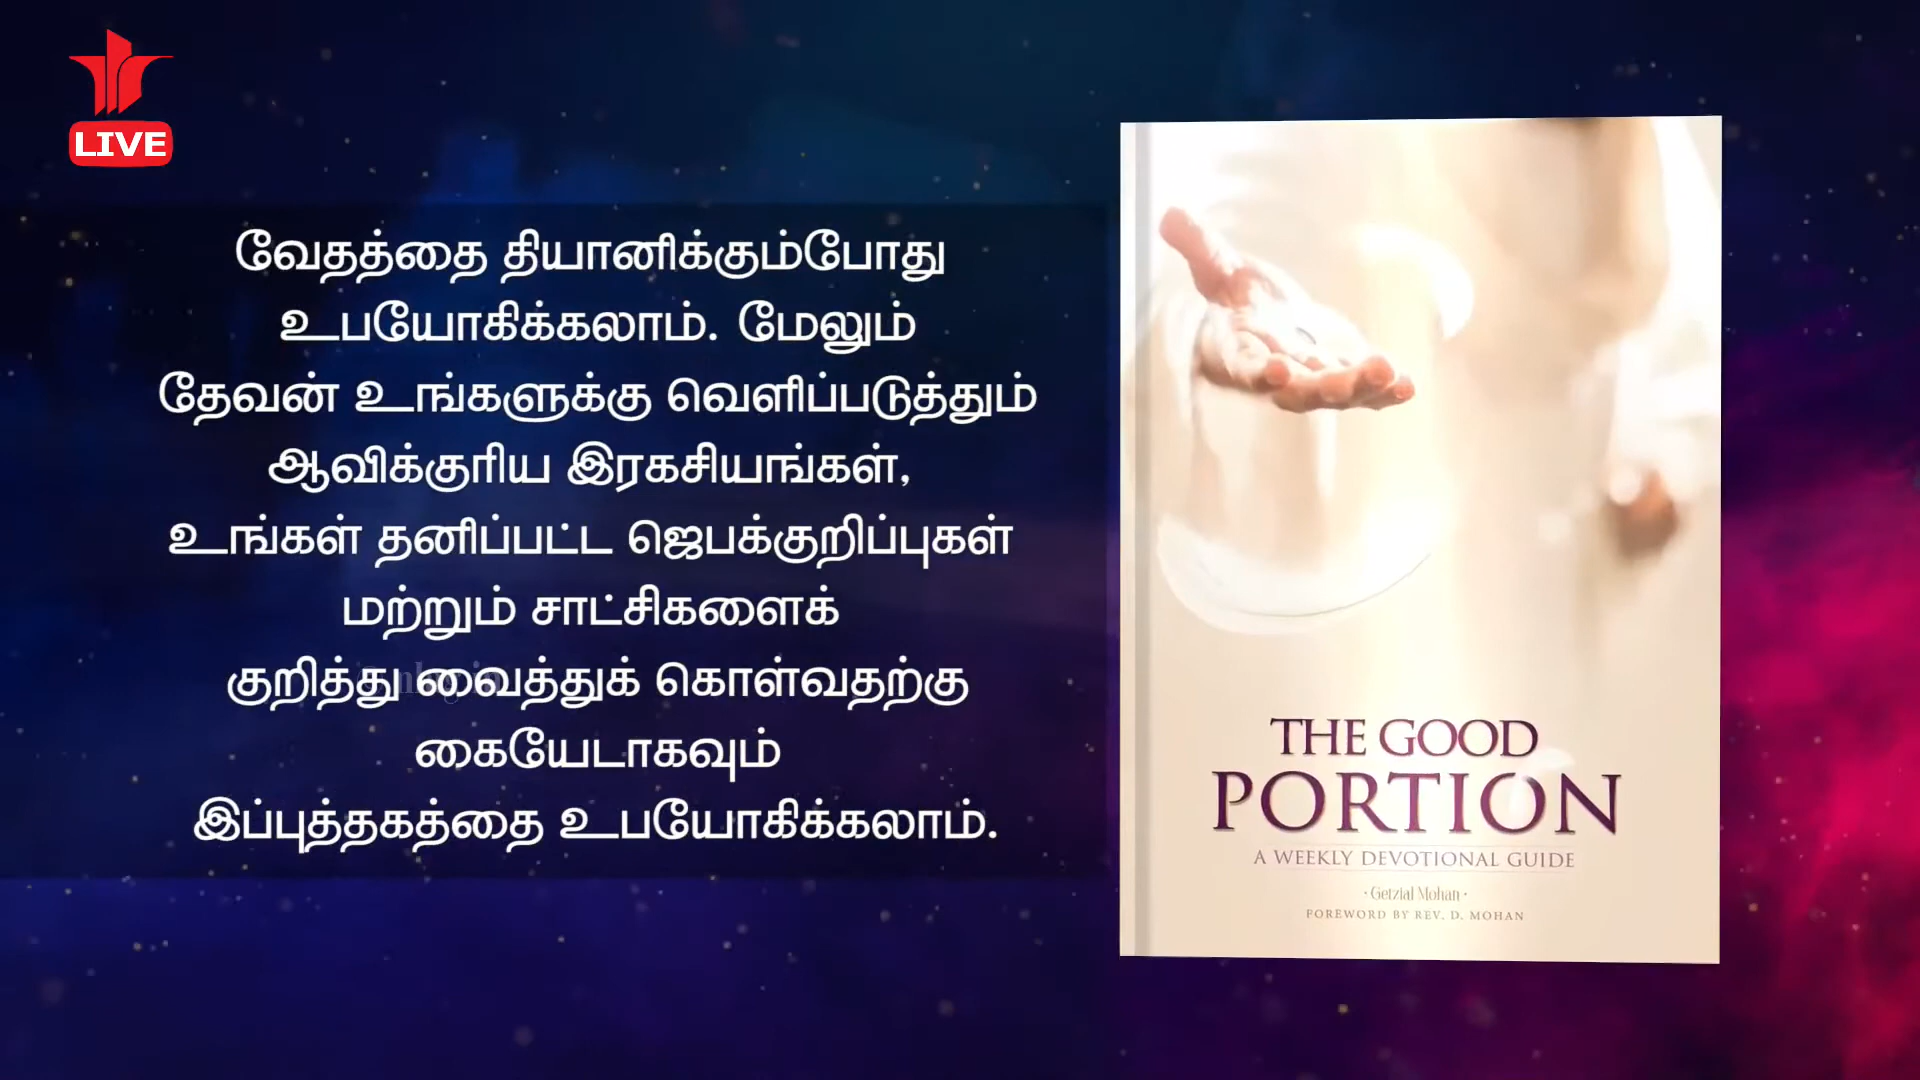 LIVE
வேதத்தை தியானிக்கும்போது
உபயோகிக்கலாம். மேலும்
தேவன் உங்களுக்கு வெளிப்படுத்தும்
ஆவிக்குரிய இரகசியங்கள்,
உங்கள் தனிப்பட்ட ஜெபக்குறிப்புகள்
மற்றும் சாட்சிகளைக்
குறித்து வைத்துக் கொள்வதற்கு
கையேடாகவும்
இப்புத்தகத்தை உபயோகிக்கலாம்.
THE GOOD
PORTION
A WEEKLY DEVOTIONAL GUIDE
· Getzial Mohan ·
FOREWORD BY REV. D. MOHAN